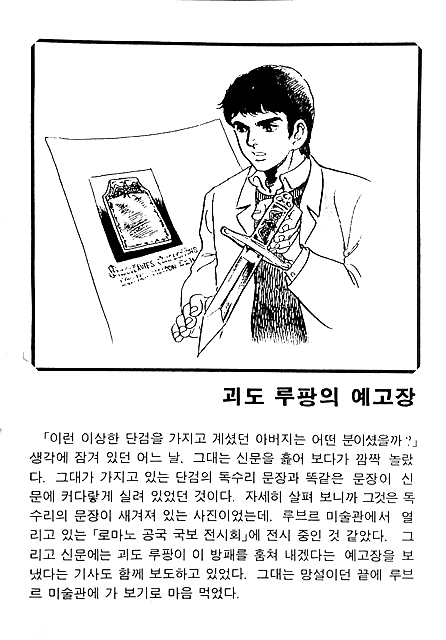 괴도 루팡의 예고장
「이런 이상한 단검을 가지고 계셨던 아버지는 어떤 분이셨을까?」
생각에 잠겨 있던 어느 날. 그대는 신문을 훑어 보다가 깜짝 놀랐
다. 그대가 가지고 있는 단검의 독수리 문장과 똑같은 문장이 신
문에 커다랗게 실려 있었던 것이다. 자세히 살펴 보니까 그것은 독
수리의 문장이 새겨져 있는 사진이었는데. 루브르 미술관에서 열
리고 있는 「로마노 공국 국보 전시회」에 전시 중인 것 같았다. 그
리고 신문에는 괴도 루팡이 이 방패를 훔쳐 내겠다는 예고장을 보
냈다는 기사도 함께 보도하고 있었다. 그대는 망설이던 끝에 루브
르 미술관에 가 보기로 마음 먹었다.